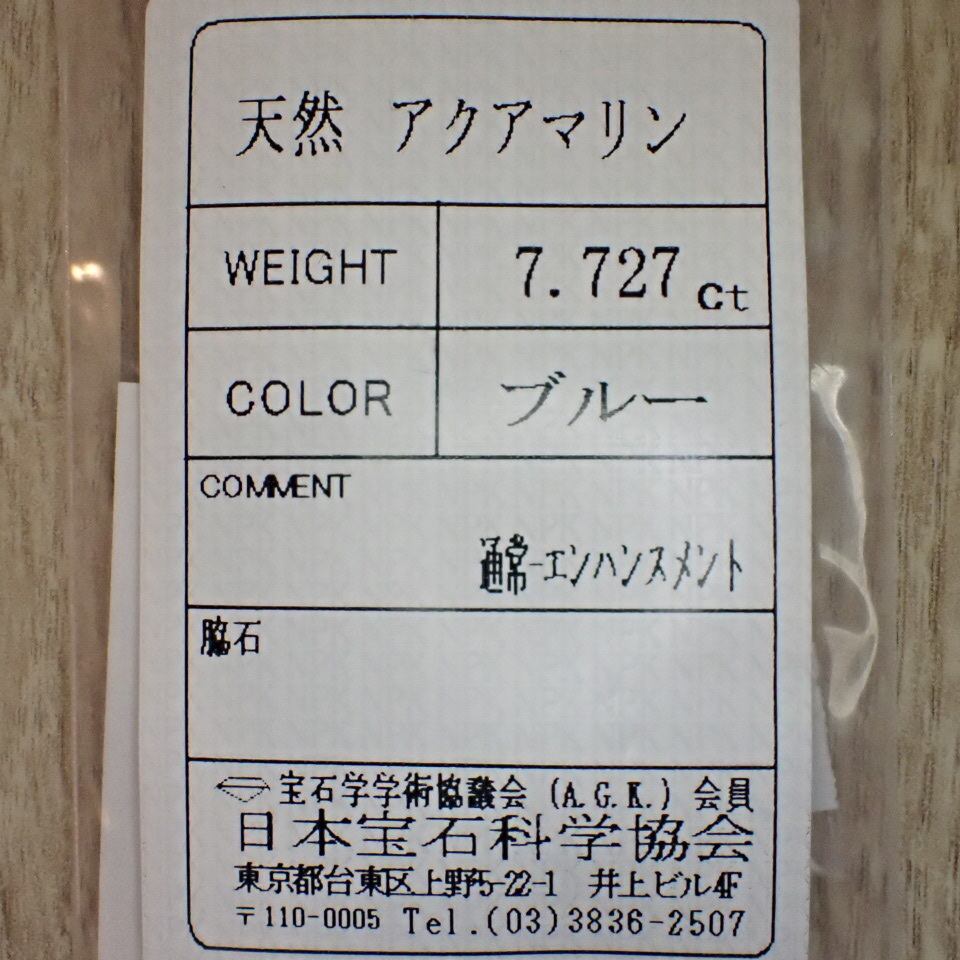 天然 アクアマリン
WEIGHT 7.727 ct
COLOR ブルー
COMMENT
通常-エンハンスメント
脇石
宝石学学術協議会 (A.G.K.) 会員
日本宝石科学協会
東京都台東区上野5-22-1 井上ビル4F
〒110-0005 Tel.(03)3836-2507